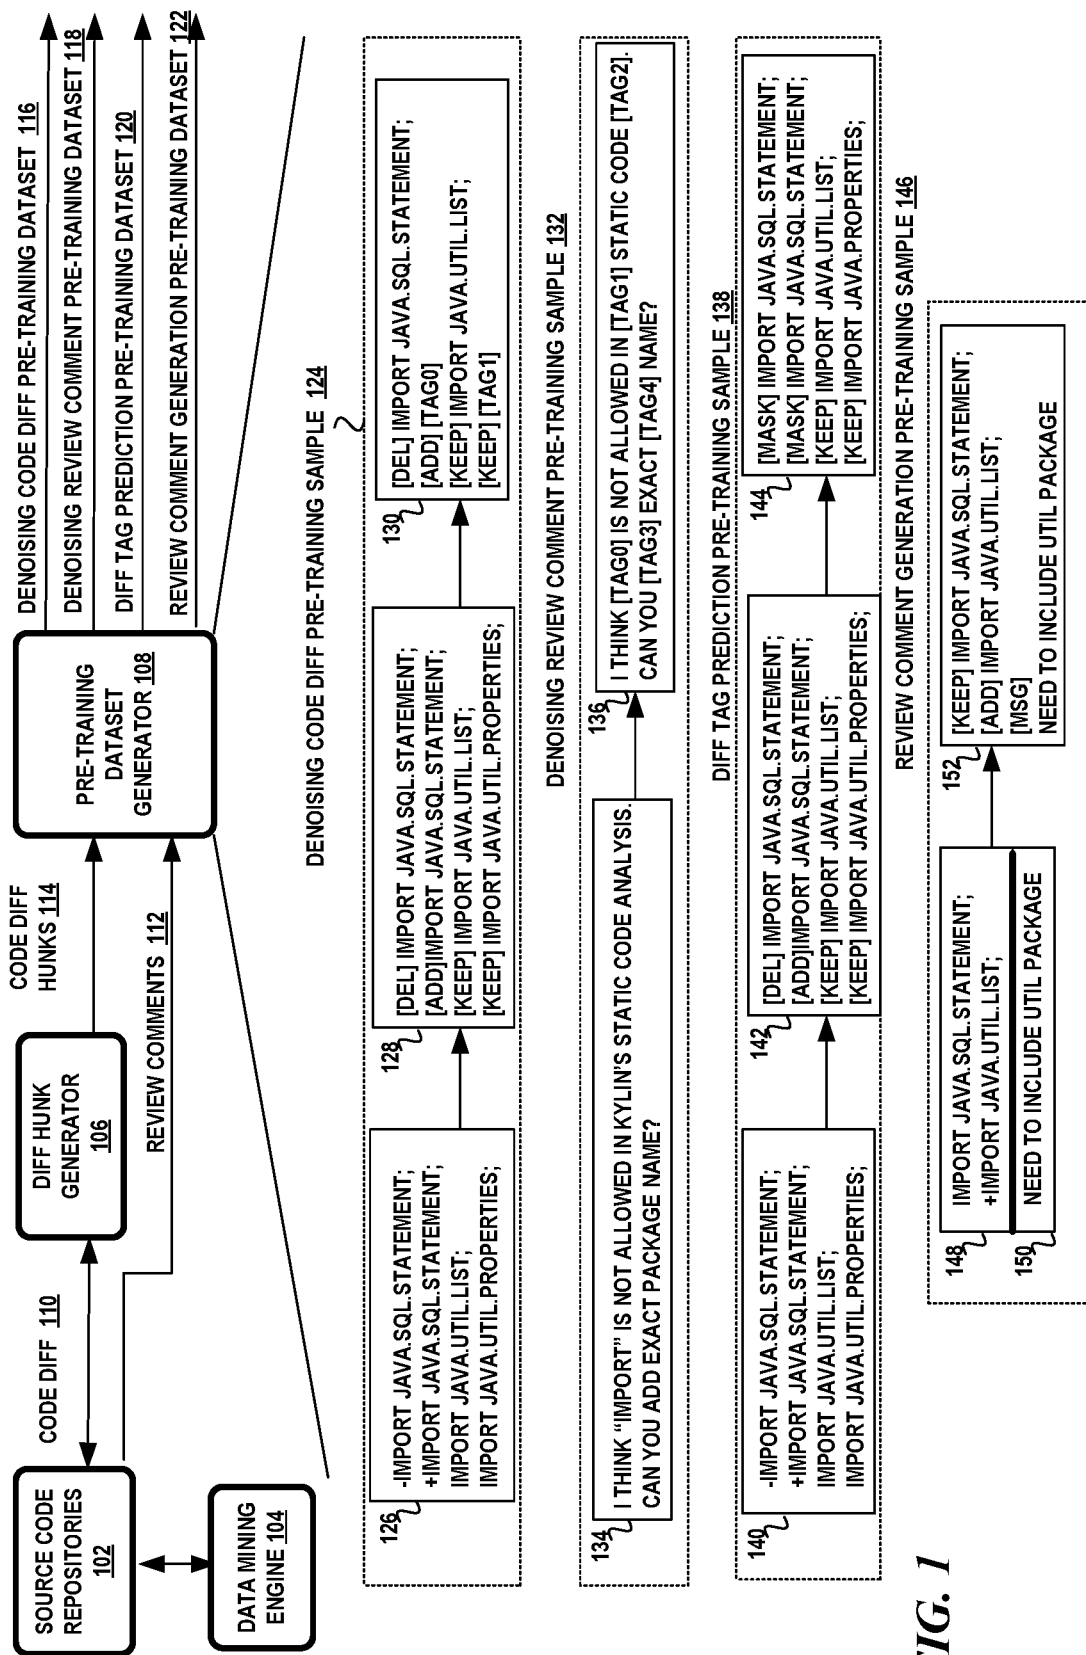 SOURCE CODE
REPOSITORIES
102
DATA MINING
ENGINE 104
CODE DIFF 110
DIFF HUNK
GENERATOR
106
CODE DIFF
HUNKS 114
REVIEW COMMENTS 112
PRE-TRAINING
DATASET
GENERATOR 108
DENOISING CODE DIFF PRE-TRAINING DATASET 116
DENOISING REVIEW COMMENT PRE-TRAINING DATASET 118
DIFF TAG PREDICTION PRE-TRAINING DATASET 120
REVIEW COMMENT GENERATION PRE-TRAINING DATASET 122
DENOISING CODE DIFF PRE-TRAINING SAMPLE 124
126
-IMPORT JAVA.SQL.STATEMENT;
+IMPORT JAVA.SQL.STATEMENT;
IMPORT JAVA.UTIL.LIST;
IMPORT JAVA.UTIL.PROPERTIES;
128
[DEL] IMPORT JAVA.SQL.STATEMENT;
[ADD]IMPORT JAVA.SQL.STATEMENT;
[KEEP] IMPORT JAVA.UTIL.LIST;
[KEEP] IMPORT JAVA.UTIL.PROPERTIES;
130
[DEL] IMPORT JAVA.SQL.STATEMENT;
[ADD] [TAG0]
[KEEP] IMPORT JAVA.UTIL.LIST;
[KEEP] [TAG1]
DENOISING REVIEW COMMENT PRE-TRAINING SAMPLE 132
134
I THINK “IMPORT” IS NOT ALLOWED IN KYLIN’S STATIC CODE ANALYSIS.
CAN YOU ADD EXACT PACKAGE NAME?
136
I THINK [TAG0] IS NOT ALLOWED IN [TAG1] STATIC CODE [TAG2].
CAN YOU [TAG3] EXACT [TAG4] NAME?
DIFF TAG PREDICTION PRE-TRAINING SAMPLE 138
140
-IMPORT JAVA.SQL.STATEMENT;
+IMPORT JAVA.SQL.STATEMENT;
IMPORT JAVA.UTIL.LIST;
IMPORT JAVA.UTIL.PROPERTIES;
142
[DEL] IMPORT JAVA.SQL.STATEMENT;
[ADD]IMPORT JAVA.SQL.STATEMENT;
[KEEP] IMPORT JAVA.UTIL.LIST;
[KEEP] IMPORT JAVA.UTIL.PROPERTIES;
144
[MASK] IMPORT JAVA.SQL.STATEMENT;
[MASK] IMPORT JAVA.SQL.STATEMENT;
[KEEP] IMPORT JAVA.UTIL.LIST;
[KEEP] IMPORT JAVA.PROPERTIES;
REVIEW COMMENT GENERATION PRE-TRAINING SAMPLE 146
148
IMPORT JAVA.SQL.STATEMENT;
+IMPORT JAVA.UTIL.LIST;
150
NEED TO INCLUDE UTIL PACKAGE
152
[KEEP] IMPORT JAVA.SQL.STATEMENT;
[ADD] IMPORT JAVA.UTIL.LIST;
[MSG]
NEED TO INCLUDE UTIL PACKAGE
FIG. 1